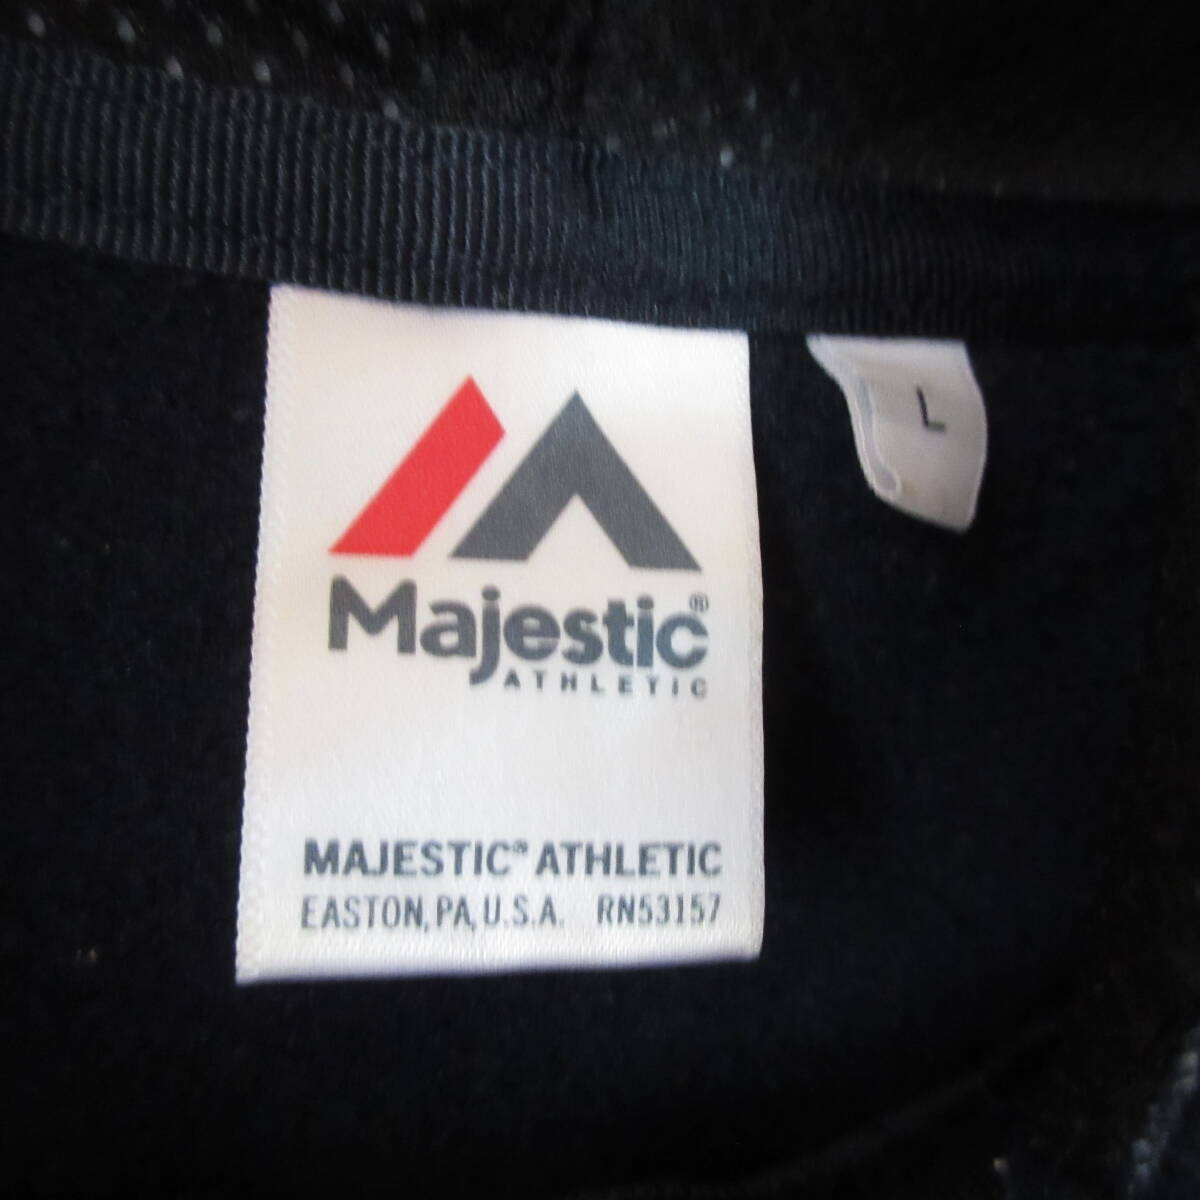 Majestic®
ATHLETIC
MAJESTIC® ATHLETIC
EASTON, PA, U.S.A. RN53157
L